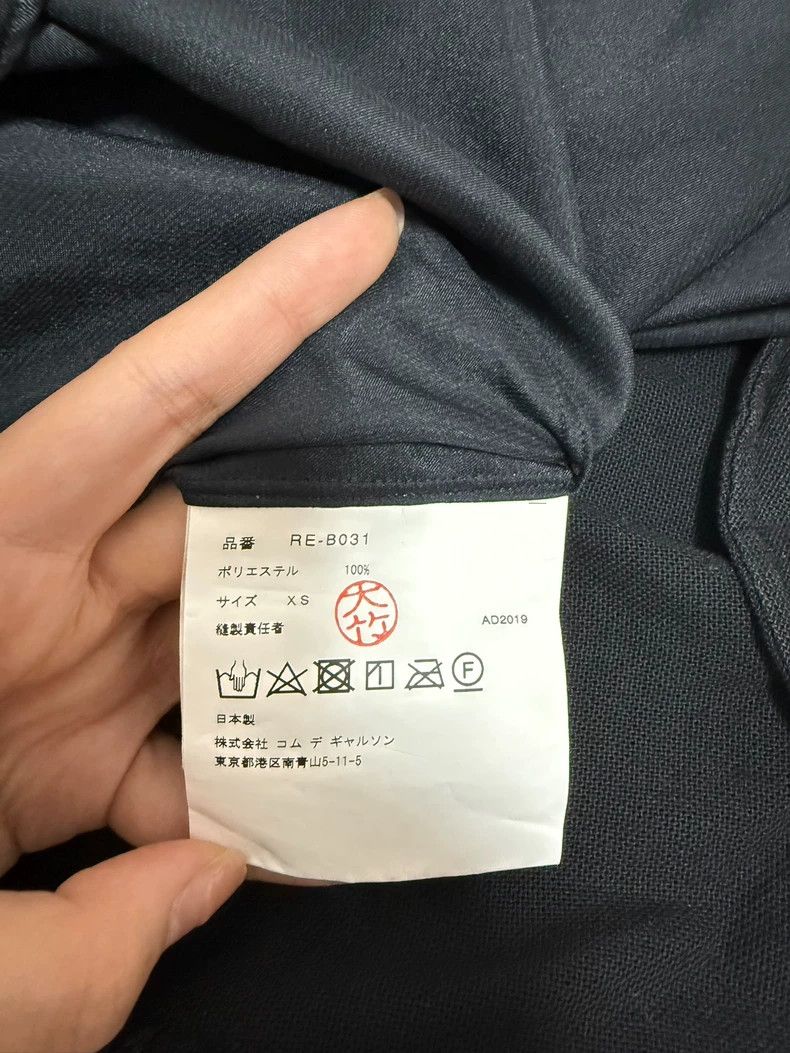 品番 RE-B031
ポリエステル 100%
サイズ XS
大竹
縫製責任者
AD2019
F
日本製
株式会社 コム デ ギャルソン
東京都港区南青山5-11-5